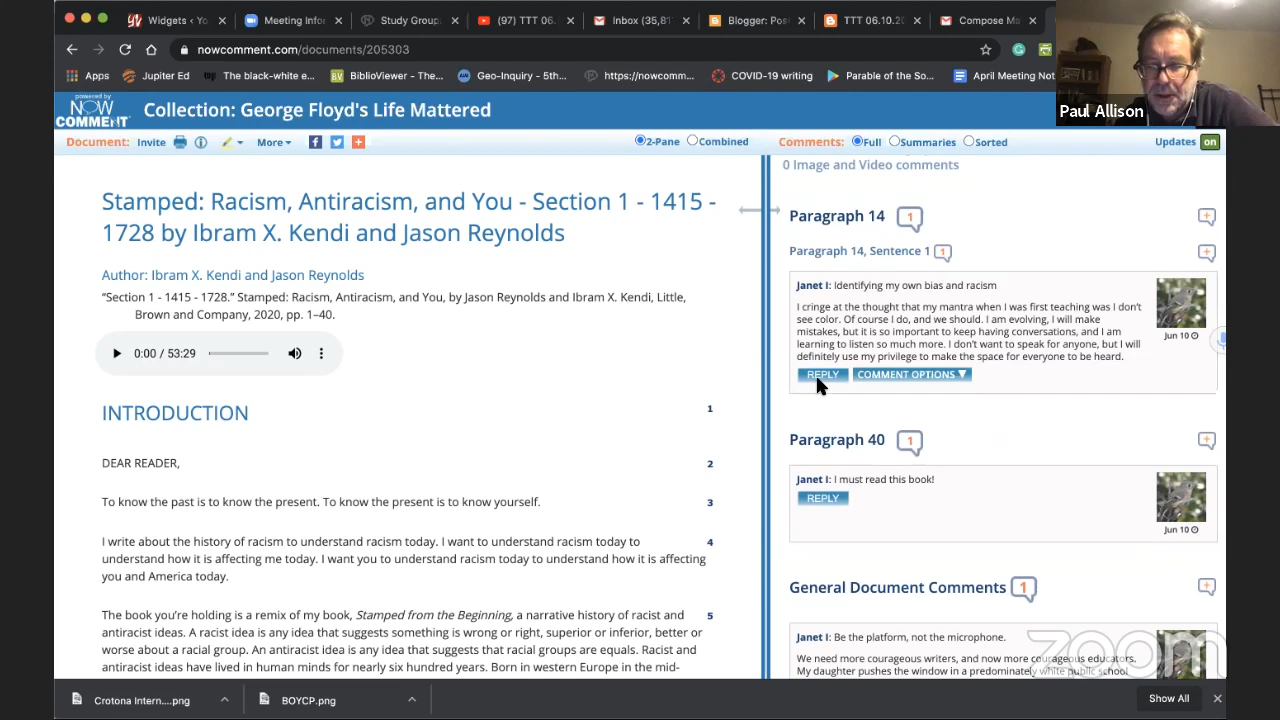 Widgets ‹ Yo
Meeting Info
Study Group:
(97) TTT 06.
Inbox (35,81
Blogger: Pos
TTT 06.10.20
Compose Ma
nowcomment.com/documents/205303
Apps
Jupiter Ed
The black-white e...
BV
BiblioViewer - The...
Geo-Inquiry - 5th...
https://nowcomm...
COVID-19 writing
Parable of the So...
April Meeting Not
Paul Allison
powered by
NOW
COMMENT
Collection: George Floyd's Life Mattered
Document:
Invite
More
2-Pane
Combined
Comments:
Full
Summaries
Sorted
Updates
on
Stamped: Racism, Antiracism, and You - Section 1 - 1415 -
1728 by Ibram X. Kendi and Jason Reynolds
Author: Ibram X. Kendi and Jason Reynolds
“Section 1 - 1415 - 1728.” Stamped: Racism, Antiracism, and You, by Jason Reynolds and Ibram X. Kendi, Little,
Brown and Company, 2020, pp. 1–40.
0:00 / 53:29
INTRODUCTION
1
DEAR READER,
2
To know the past is to know the present. To know the present is to know yourself.
3
I write about the history of racism to understand racism today. I want to understand racism today to
4
understand how it is affecting me today. I want you to understand racism today to understand how it is affecting
you and America today.
The book you’re holding is a remix of my book, Stamped from the Beginning, a narrative history of racist and
5
antiracist ideas. A racist idea is any idea that suggests something is wrong or right, superior or inferior, better or
worse about a racial group. An antiracist idea is any idea that suggests that racial groups are equals. Racist and
antiracist ideas have lived in human minds for nearly six hundred years. Born in western Europe in the mid-
0 Image and Video comments
Paragraph 14
1
Paragraph 14, Sentence 1
1
Janet I: Identifying my own bias and racism
I cringe at the thought that my mantra when I was first teaching was I don’t
see color. Of course I do, and we should. I am evolving, I will make
mistakes, but it is so important to keep having conversations, and I am
learning to listen so much more. I don’t want to speak for anyone, but I will
definitely use my privilege to make the space for everyone to be heard.
Jun 10
REPLY
COMMENT OPTIONS ▼
Paragraph 40
1
Janet I: I must read this book!
REPLY
Jun 10
General Document Comments
1
Janet I: Be the platform, not the microphone.
We need more courageous writers, and now more courageous educators.
My daughter pushes the window in a predominately white public school
zoom
Crotona Intern....png
BOYCP.png
Show All